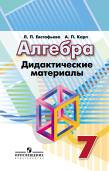 Л. П. Евстафьева  А. П. Карп
Алгебра
Дидактические
материалы
7
ПРОСВЕЩЕНИЕ